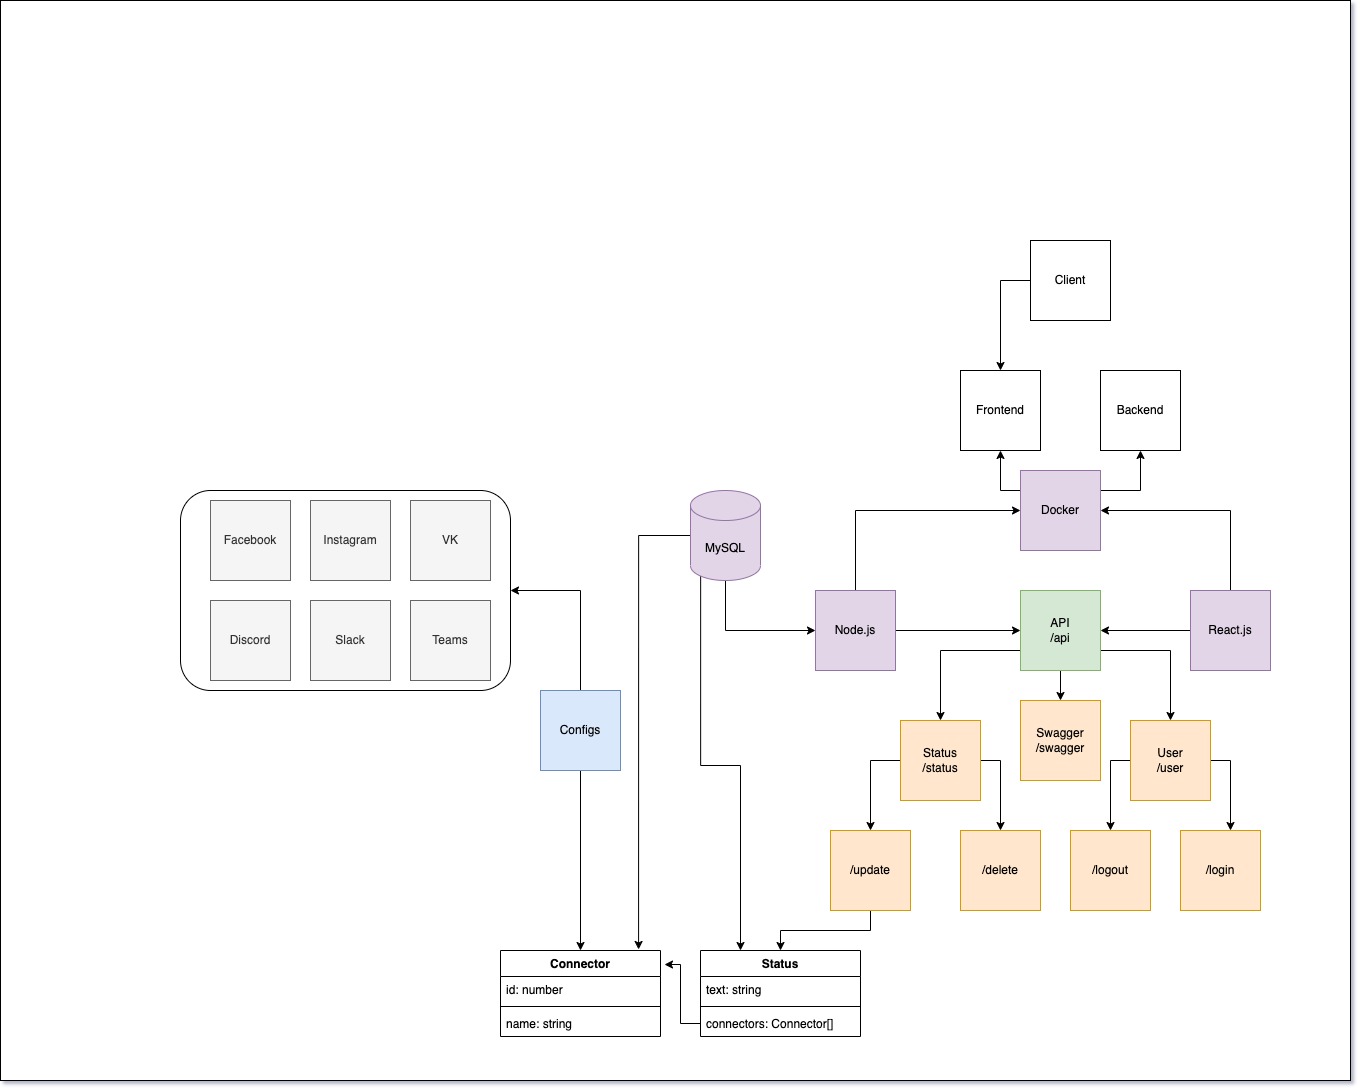 Client
Frontend
Backend
Docker
Facebook
Instagram
VK
MySQL
Discord
Slack
Teams
Node.js
API
/api
React.js
Configs
Status
/status
Swagger
/swagger
User
/user
/update
/delete
/logout
/login
Connector
id: number
name: string
Status
text: string
connectors: Connector[]